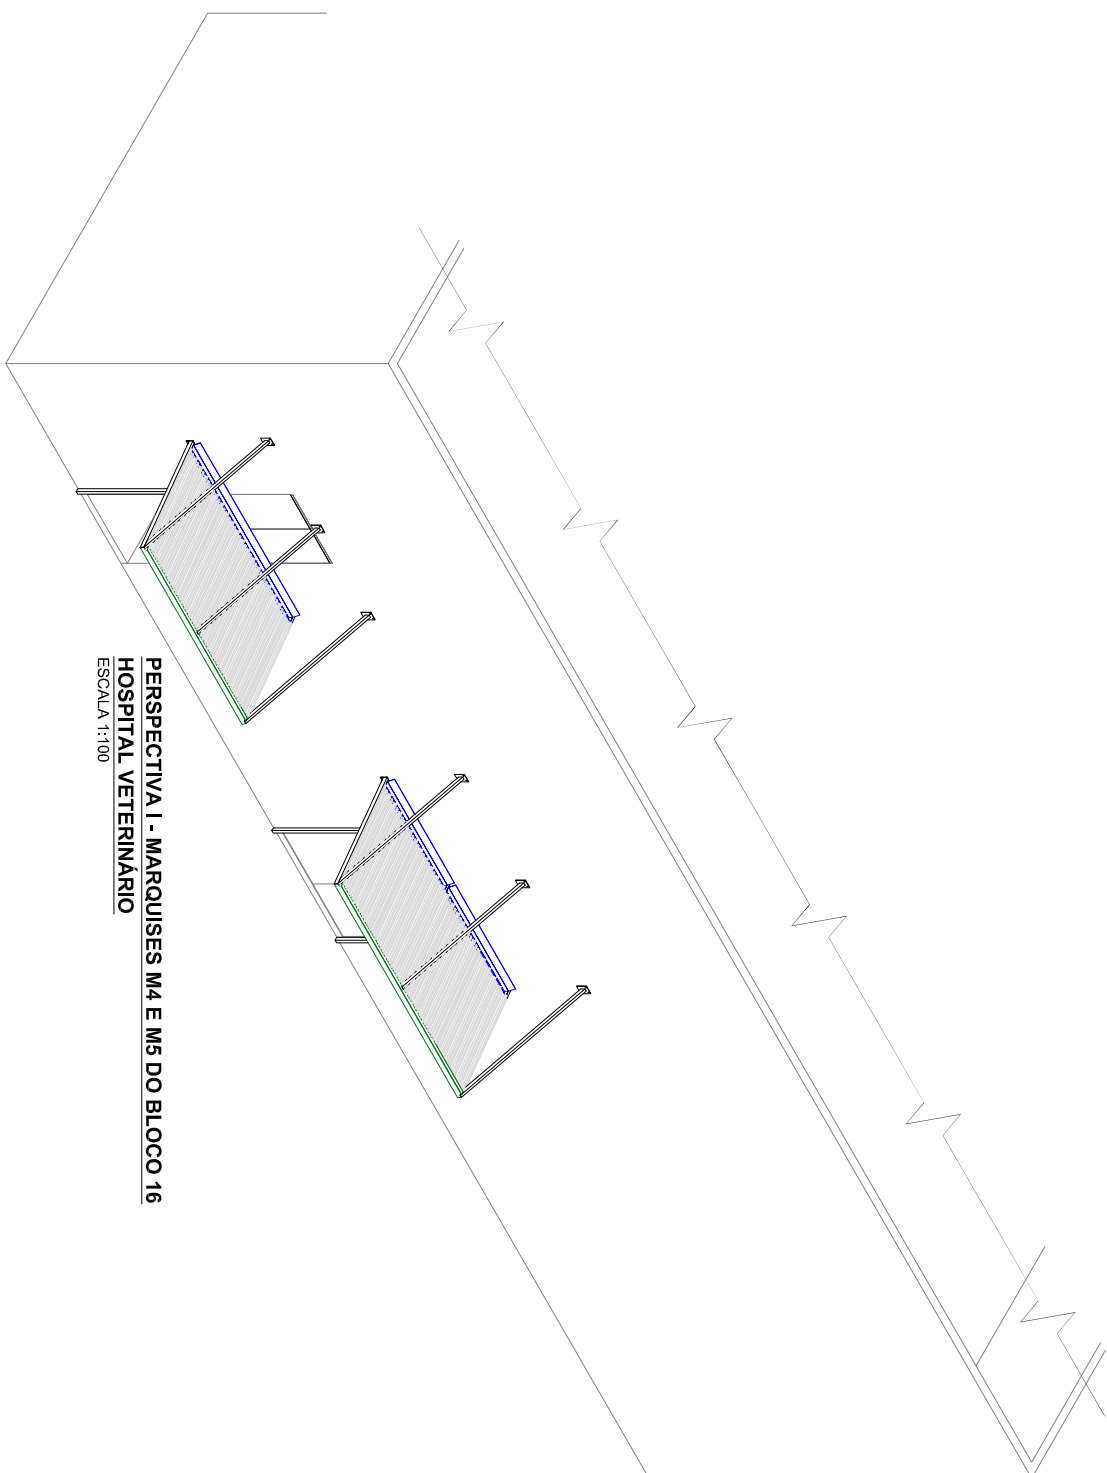 PERSPECTIVA I - MARQUISES M4 E M5 DO BLOCO 16
HOSPITAL VETERINÁRIO
ESCALA 1:100